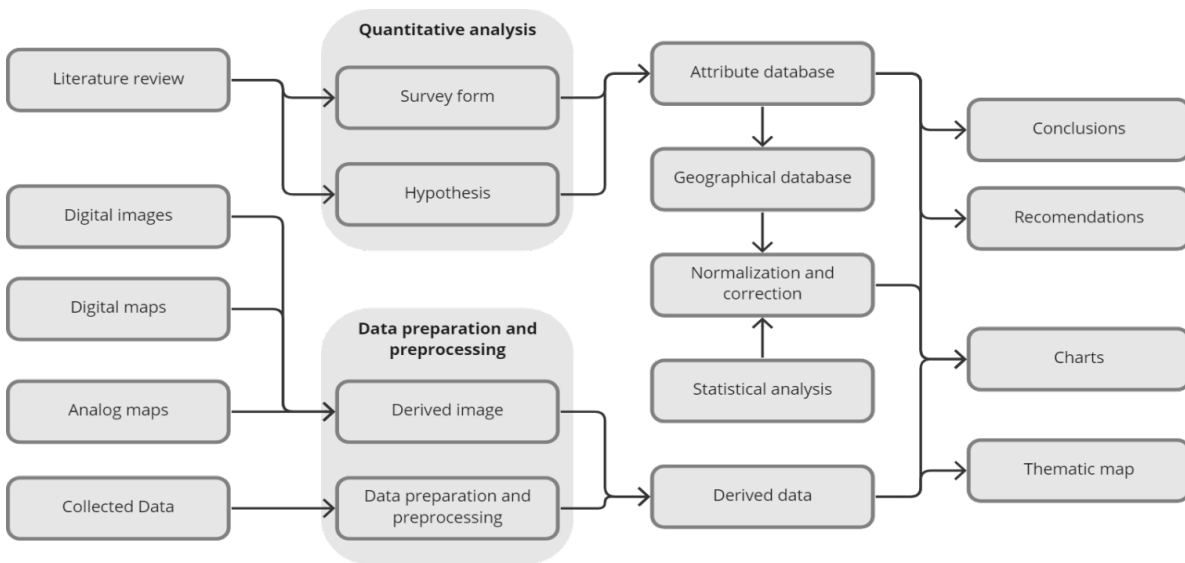 Quantitative analysis
Literature review
Survey form
Hypothesis
Digital images
Digital maps
Analog maps
Collected Data
Data preparation and
preprocessing
Derived image
Data preparation and
preprocessing
Attribute database
Geographical database
Normalization and
correction
Statistical analysis
Derived data
Conclusions
Recomendations
Charts
Thematic map